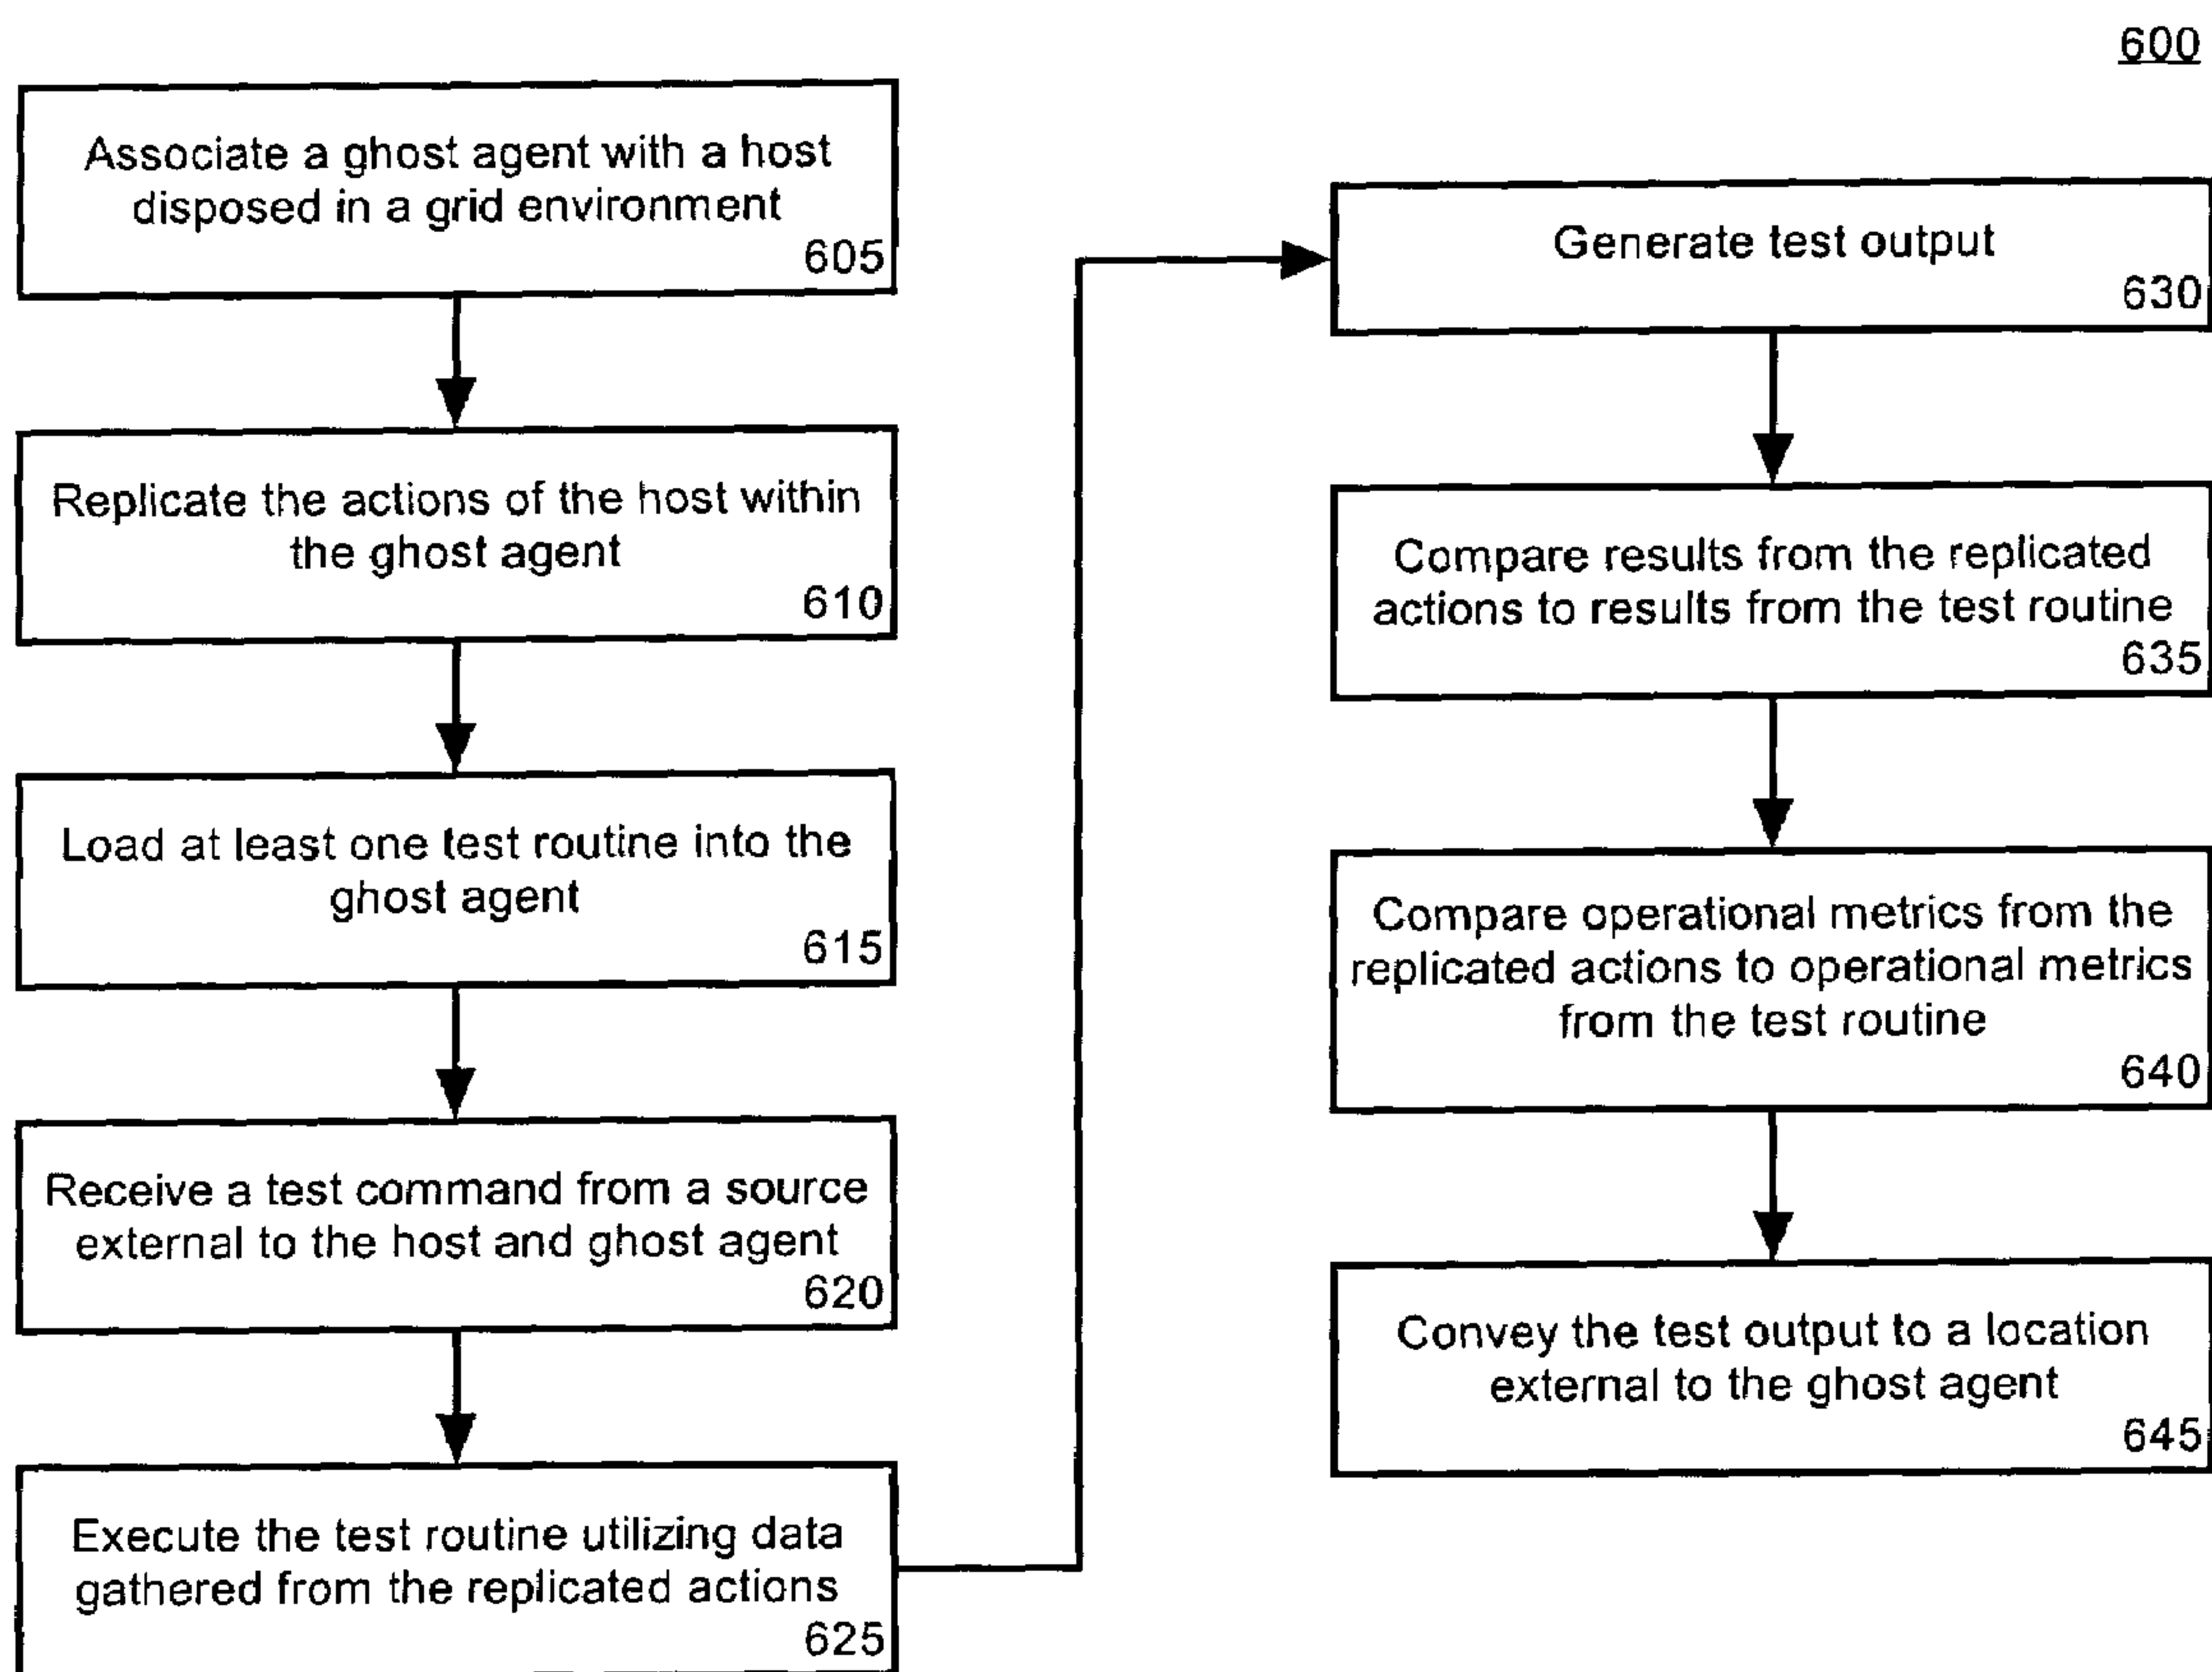 600
Associate a ghost agent with a host
disposed in a grid environment
605
Replicate the actions of the host within
the ghost agent
610
Load at least one test routine into the
ghost agent
615
Receive a test command from a source
external to the host and ghost agent
620
Execute the test routine utilizing data
gathered from the replicated actions
625
Generate test output
630
Compare results from the replicated
actions to results from the test routine
635
Compare operational metrics from the
replicated actions to operational metrics
from the test routine
640
Convey the test output to a location
external to the ghost agent
645